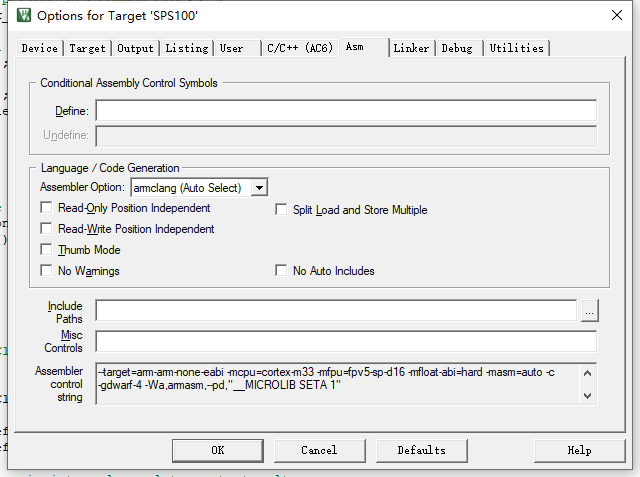 Options for Target 'SPS100'
Device Target Output Listing User C/C++ (AC6) Asm Linker Debug Utilities
Conditional Assembly Control Symbols
Define:
Undefine:
Language / Code Generation
Assembler Option: armclang (Auto Select)
Read-Only Position Independent Split Load and Store Multiple
Read-Write Position Independent
Thumb Mode
No Warnings No Auto Includes
Include
Paths
...
Misc
Controls
Assembler
control
string
--target=arm-arm-none-eabi -mcpu=cortex-m33 -mfpu=fpv5-sp-d16 -mfloat-abi=hard -masm=auto -c
-gdwarf-4 -Wa,armasm,--pd,"__MICROLIB SETA 1"
OK Cancel Defaults Help